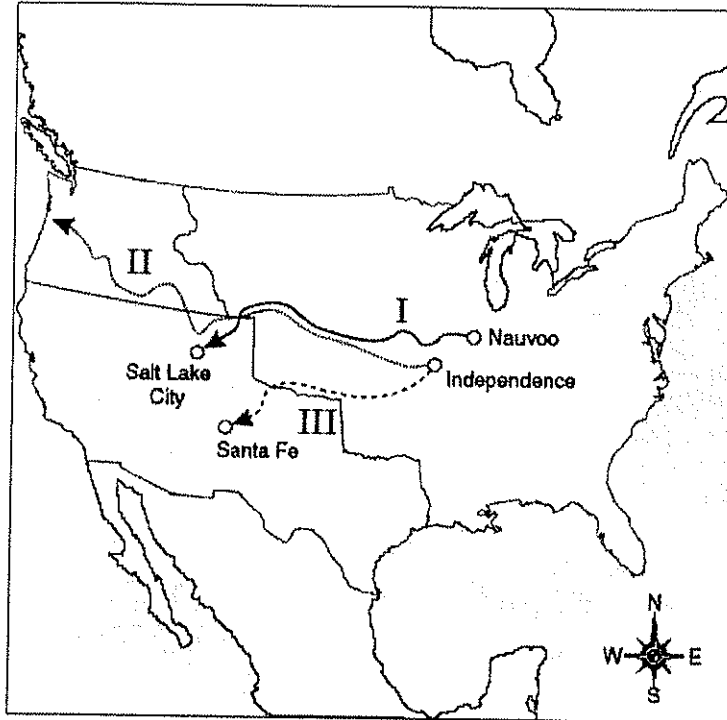 II
I
Nauvoo
Salt Lake
City
Independence
III
Santa Fe
N
W E
S